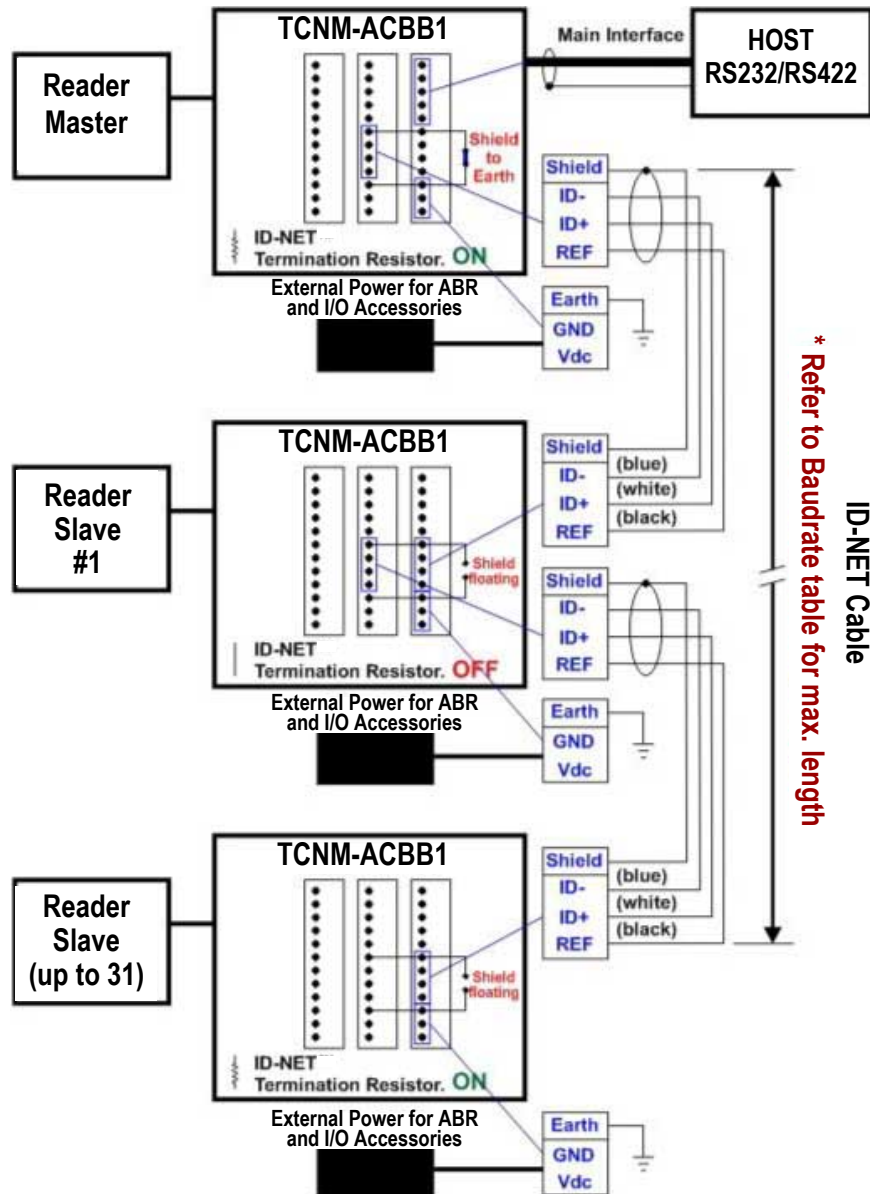 TCNM-ACBB1
Main Interface
HOST
RS232/RS422
Reader
Master
Shield
to
Earth
Shield
ID-
ID+
REF
ID-NET
Termination Resistor. ON
External Power for ABR
and I/O Accessories
Earth
GND
Vdc
TCNM-ACBB1
Reader
Slave
#1
Shield
ID- (blue)
ID+ (white)
REF (black)
Shield
floating
Shield
ID-
ID+
REF
ID-NET
Termination Resistor. OFF
External Power for ABR
and I/O Accessories
Earth
GND
Vdc
ID-NET Cable
* Refer to Baudrate table for max. length
TCNM-ACBB1
Reader
Slave
(up to 31)
Shield
ID- (blue)
ID+ (white)
REF (black)
Shield
floating
ID-NET
Termination Resistor. ON
External Power for ABR
and I/O Accessories
Earth
GND
Vdc